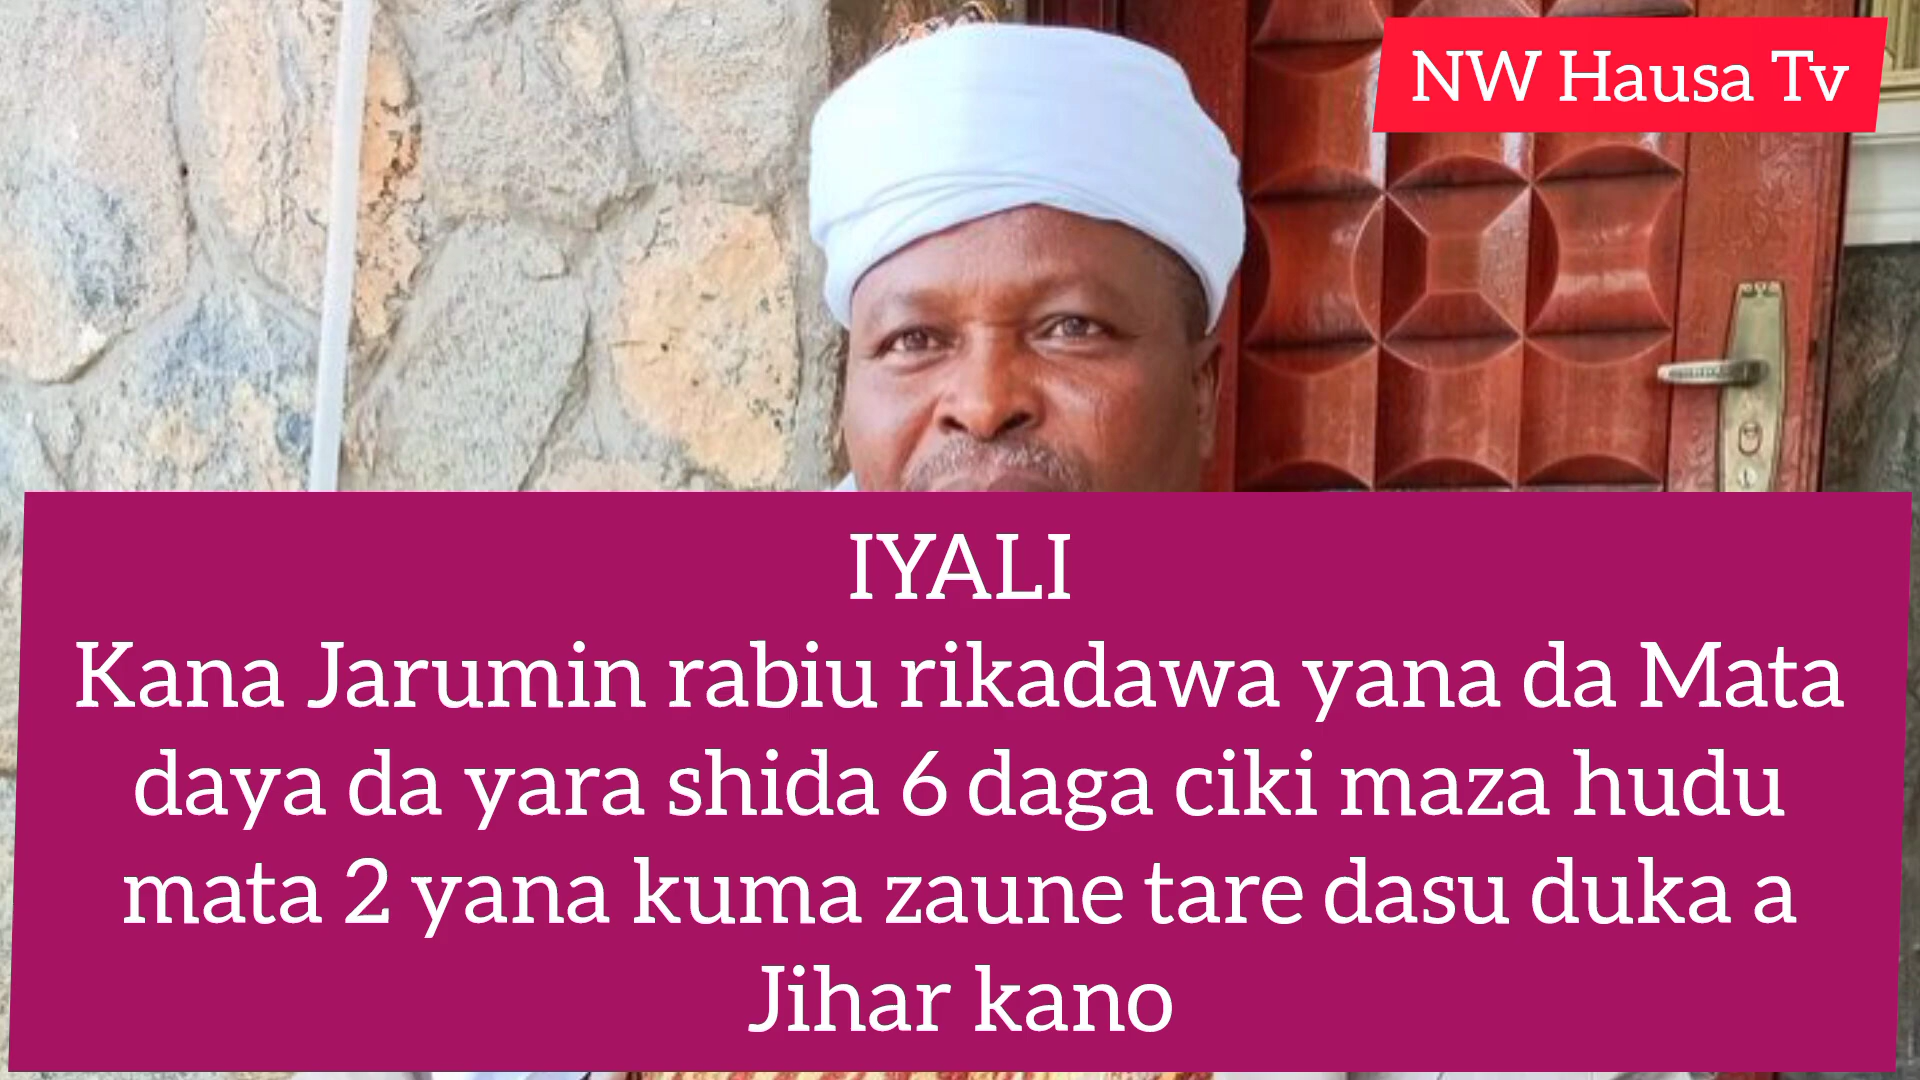 NW Hausa Tv
IYALI
Kana Jarumin rabiu rikadawa yana da Mata
daya da yara shida 6 daga ciki maza hudu
mata 2 yana kuma zaune tare dasu duka a
Jihar kano